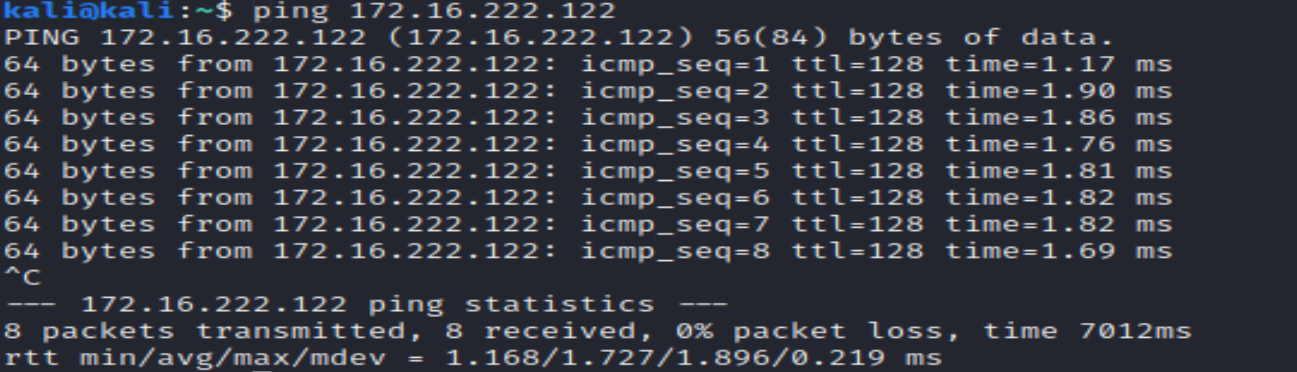 kali@kali:~$ ping 172.16.222.122
PING 172.16.222.122 (172.16.222.122) 56(84) bytes of data.
64 bytes from 172.16.222.122: icmp_seq=1 ttl=128 time=1.17 ms
64 bytes from 172.16.222.122: icmp_seq=2 ttl=128 time=1.90 ms
64 bytes from 172.16.222.122: icmp_seq=3 ttl=128 time=1.86 ms
64 bytes from 172.16.222.122: icmp_seq=4 ttl=128 time=1.76 ms
64 bytes from 172.16.222.122: icmp_seq=5 ttl=128 time=1.81 ms
64 bytes from 172.16.222.122: icmp_seq=6 ttl=128 time=1.82 ms
64 bytes from 172.16.222.122: icmp_seq=7 ttl=128 time=1.82 ms
64 bytes from 172.16.222.122: icmp_seq=8 ttl=128 time=1.69 ms
^C
--- 172.16.222.122 ping statistics ---
8 packets transmitted, 8 received, 0% packet loss, time 7012ms
rtt min/avg/max/mdev = 1.168/1.727/1.896/0.219 ms